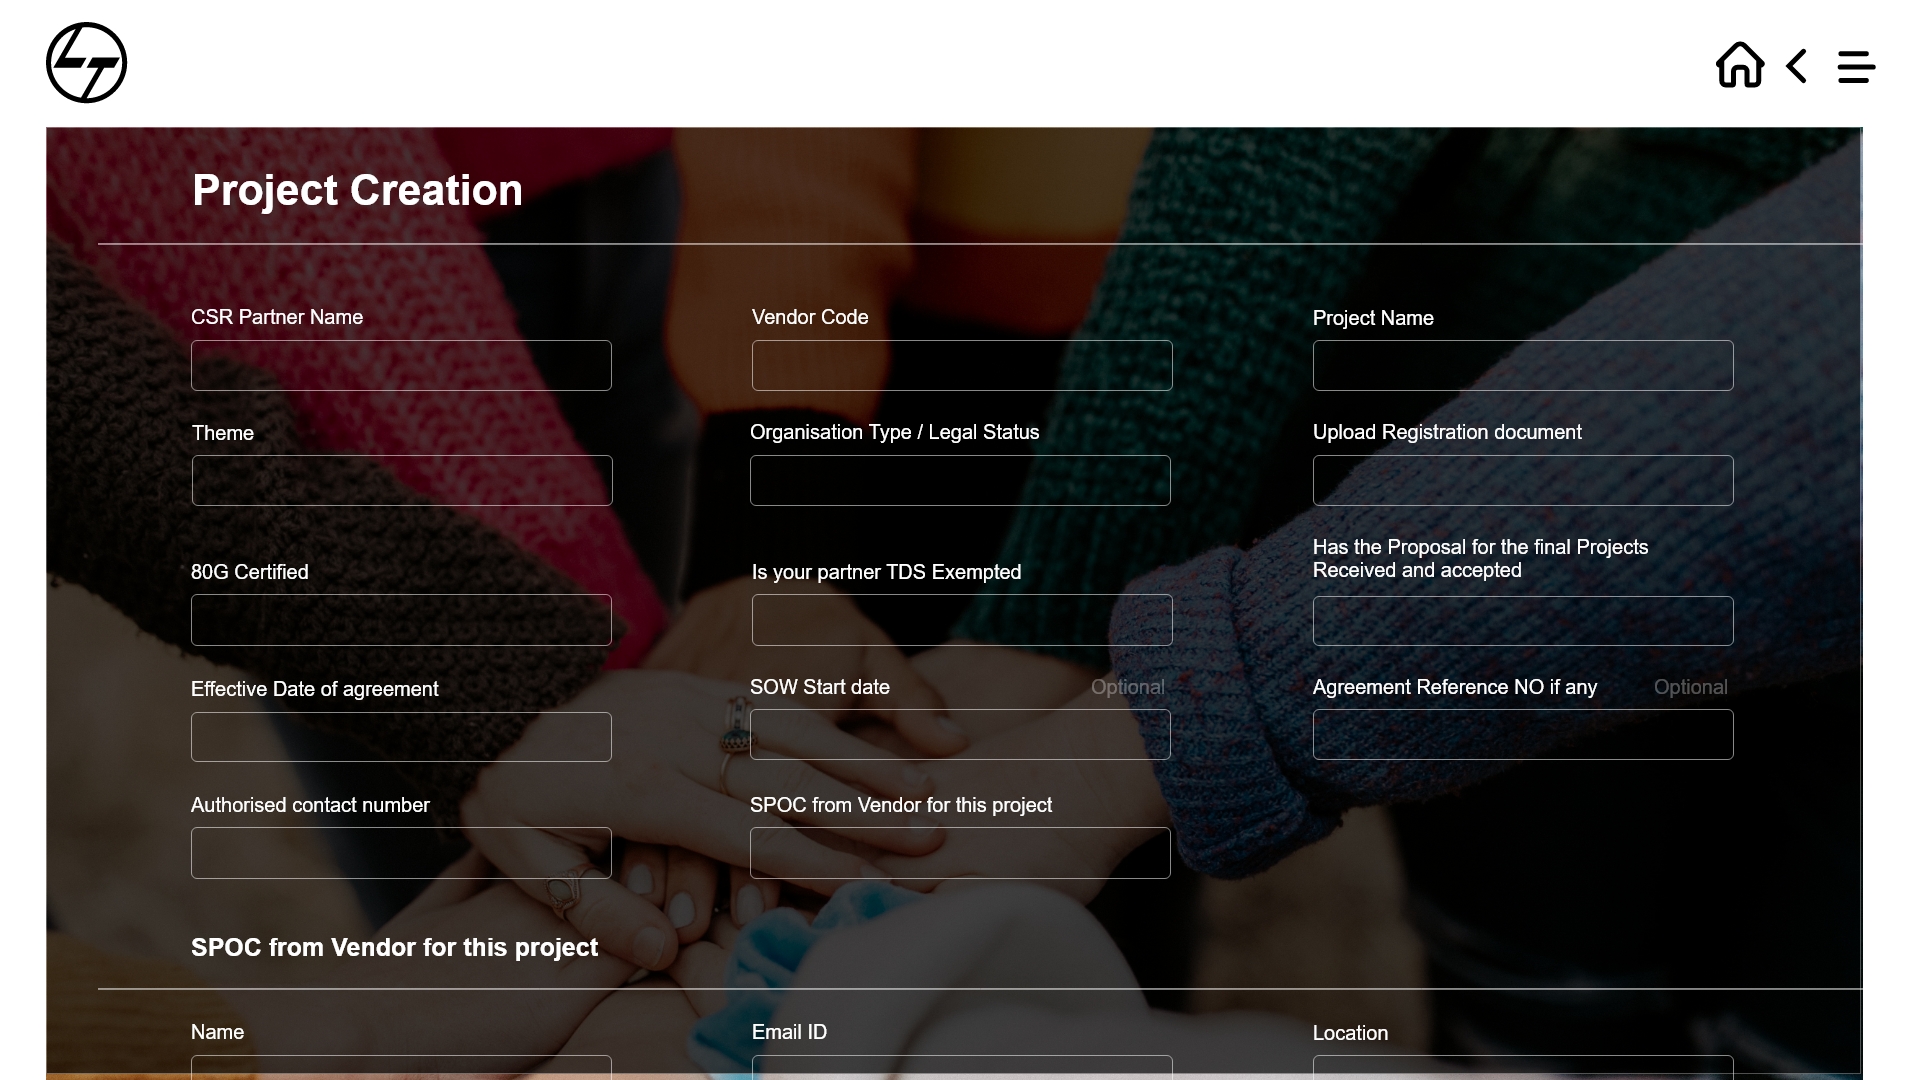 LT
Project Creation
CSR Partner Name
Vendor Code
Project Name
Theme
Organisation Type / Legal Status
Upload Registration document
80G Certified
Is your partner TDS Exempted
Has the Proposal for the final Projects
Received and accepted
Effective Date of agreement
SOW Start date
Optional
Agreement Reference NO if any
Optional
Authorised contact number
SPOC from Vendor for this project
SPOC from Vendor for this project
Name
Email ID
Location